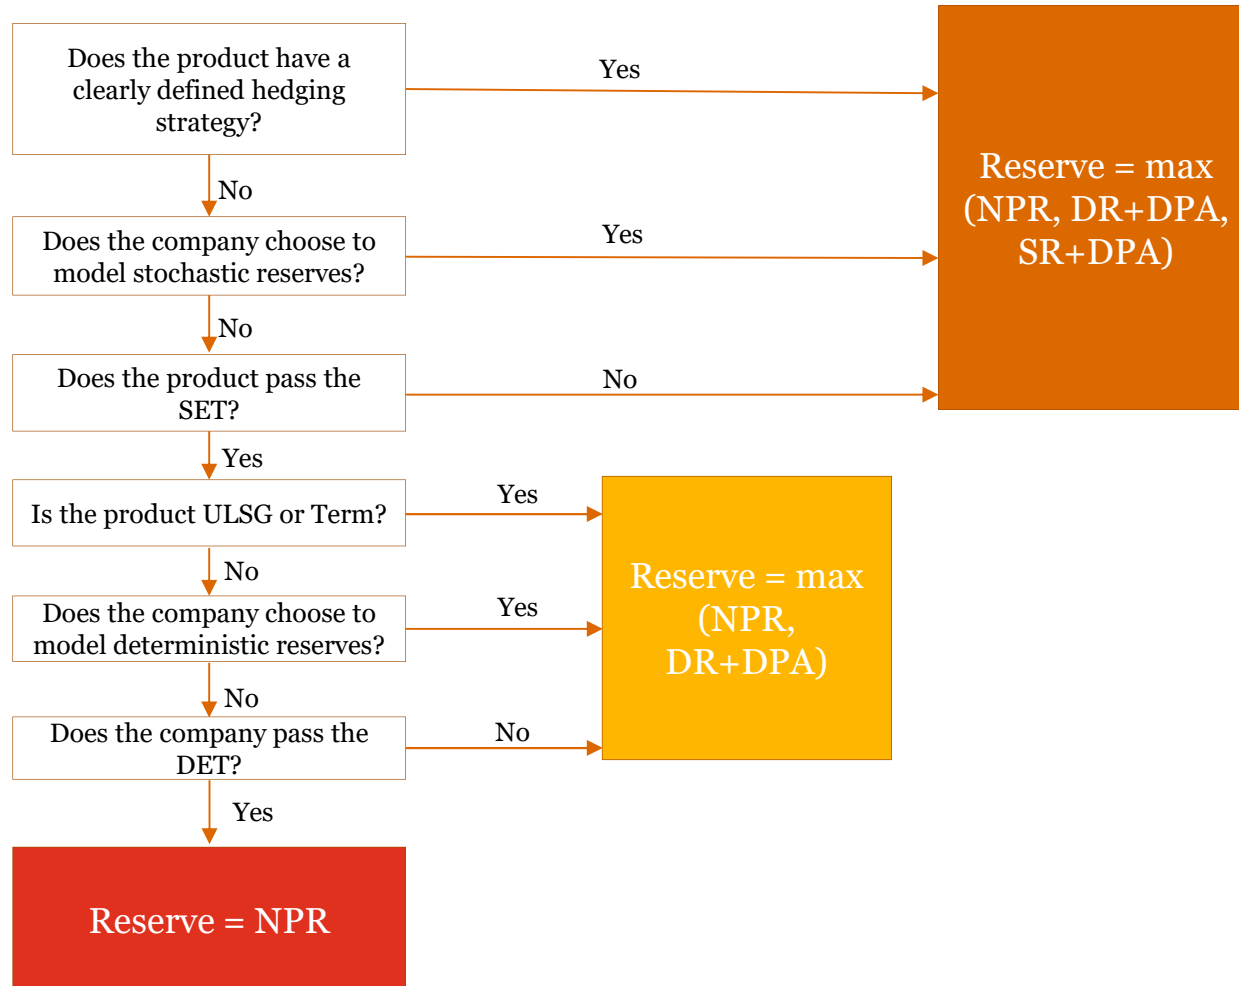 Does the product have a
clearly defined hedging
strategy?
Yes
Reserve = max
(NPR, DR+DPA,
SR+DPA)
No
Does the company choose to
model stochastic reserves?
Yes
No
Does the product pass the
SET?
No
Yes
Is the product ULSG or Term?
Yes
Reserve = max
(NPR,
DR+DPA)
No
Does the company choose to
model deterministic reserves?
Yes
No
Does the company pass the
DET?
No
Yes
Reserve = NPR